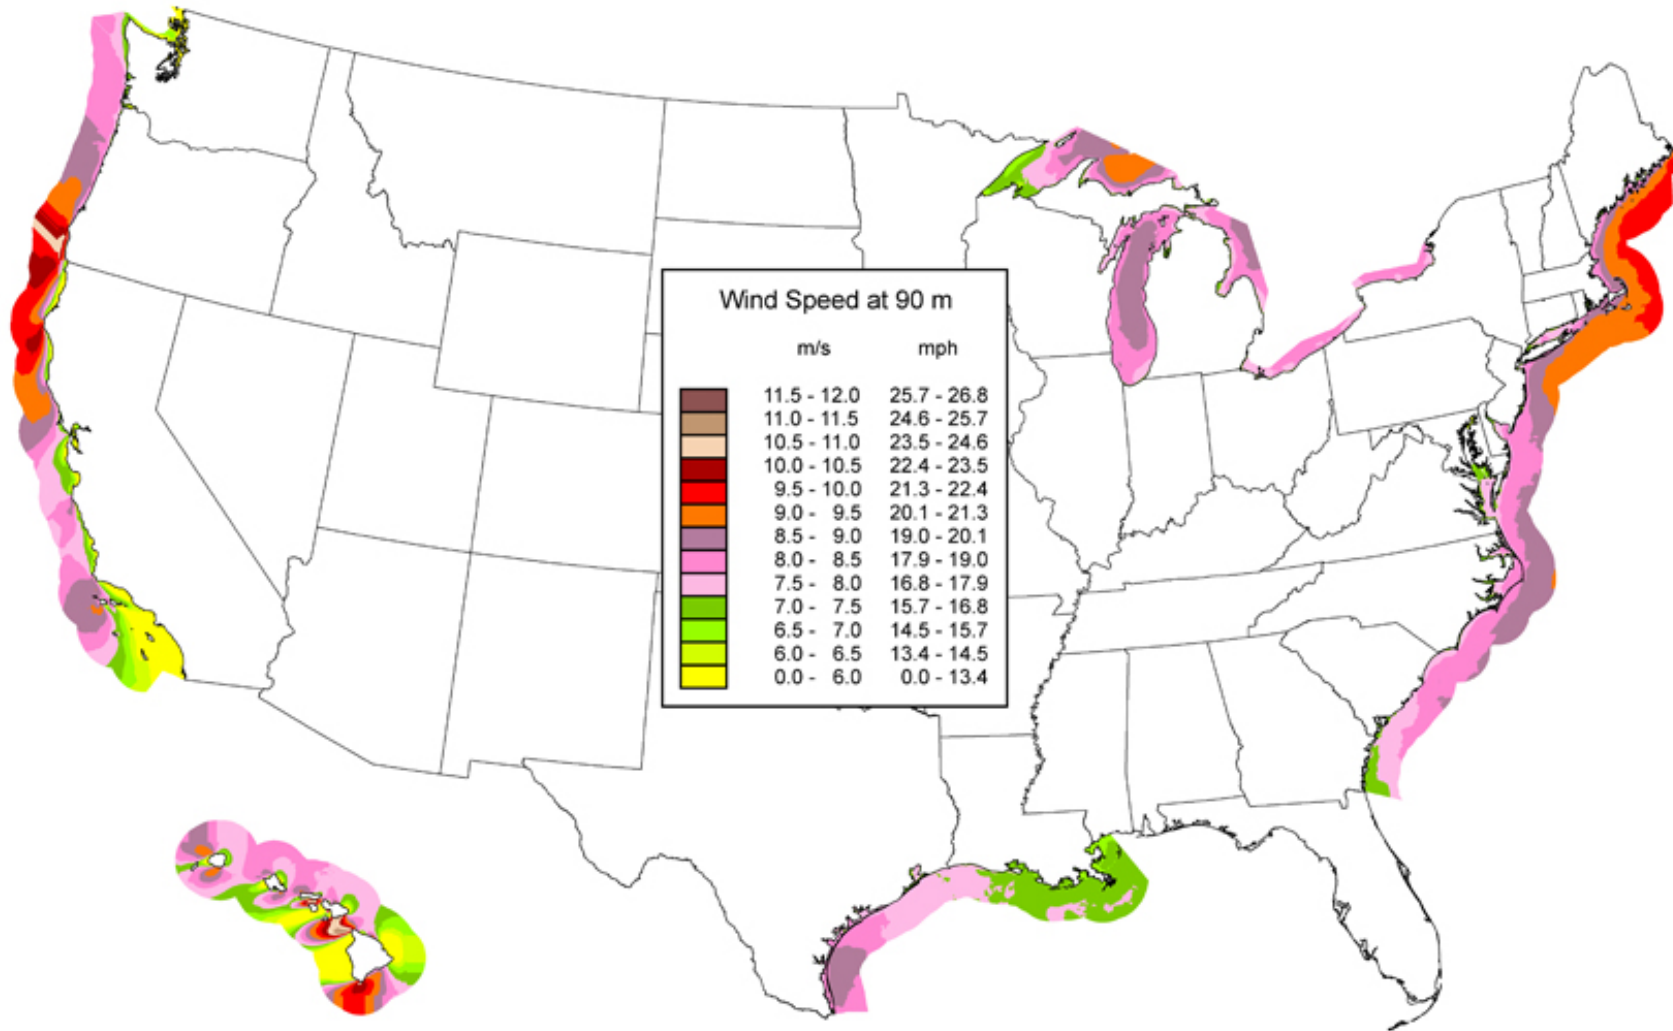 Wind Speed at 90 m
m/s mph
11.5 - 12.0 25.7 - 26.8
11.0 - 11.5 24.6 - 25.7
10.5 - 11.0 23.5 - 24.6
10.0 - 10.5 22.4 - 23.5
9.5 - 10.0 21.3 - 22.4
9.0 - 9.5 20.1 - 21.3
8.5 - 9.0 19.0 - 20.1
8.0 - 8.5 17.9 - 19.0
7.5 - 8.0 16.8 - 17.9
7.0 - 7.5 15.7 - 16.8
6.5 - 7.0 14.5 - 15.7
6.0 - 6.5 13.4 - 14.5
0.0 - 6.0 0.0 - 13.4